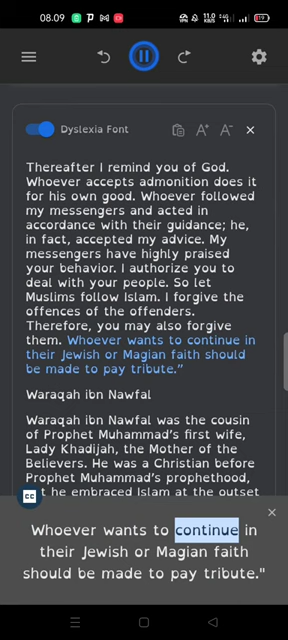 08.09
11.0
KB/S
19
Dyslexia Font
A+
A-
Thereafter I remind you of God.
Whoever accepts admonition does it
for his own good. Whoever followed
my messengers and acted in
accordance with their guidance; he,
in fact, accepted my advice. My
messengers have highly praised
your behavior. I authorize you to
deal with your people. So let
Muslims follow Islam. I forgive the
offences of the offenders.
Therefore, you may also forgive
them. Whoever wants to continue in
their Jewish or Magian faith should
be made to pay tribute.”
Waraqah ibn Nawfal
Waraqah ibn Nawfal was the cousin
of Prophet Muhammad’s first wife,
Lady Khadijah, the Mother of the
Believers. He was a Christian before
Prophet Muhammad’s prophethood,
he embraced Islam at the outset
CC
Whoever wants to continue in
their Jewish or Magian faith
should be made to pay tribute."